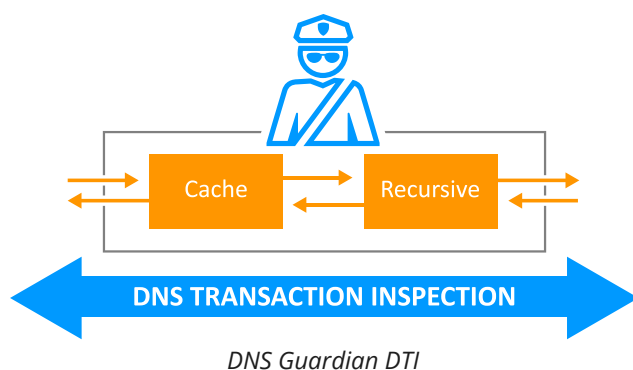 Cache
Recursive
DNS TRANSACTION INSPECTION
DNS Guardian DTI